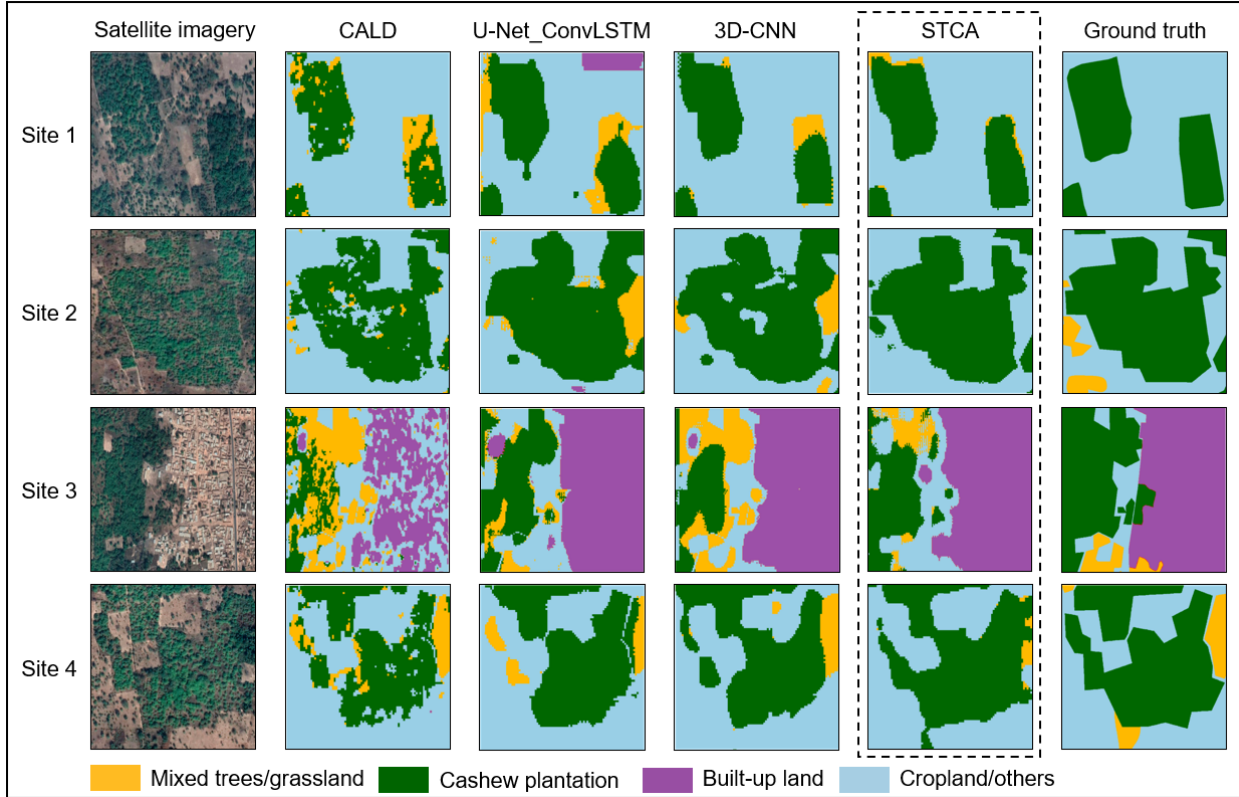 Satellite imagery CALD U-Net_ConvLSTM 3D-CNN STCA Ground truth
Site 1
Site 2
Site 3
Site 4
Mixed trees/grassland Cashew plantation Built-up land Cropland/others